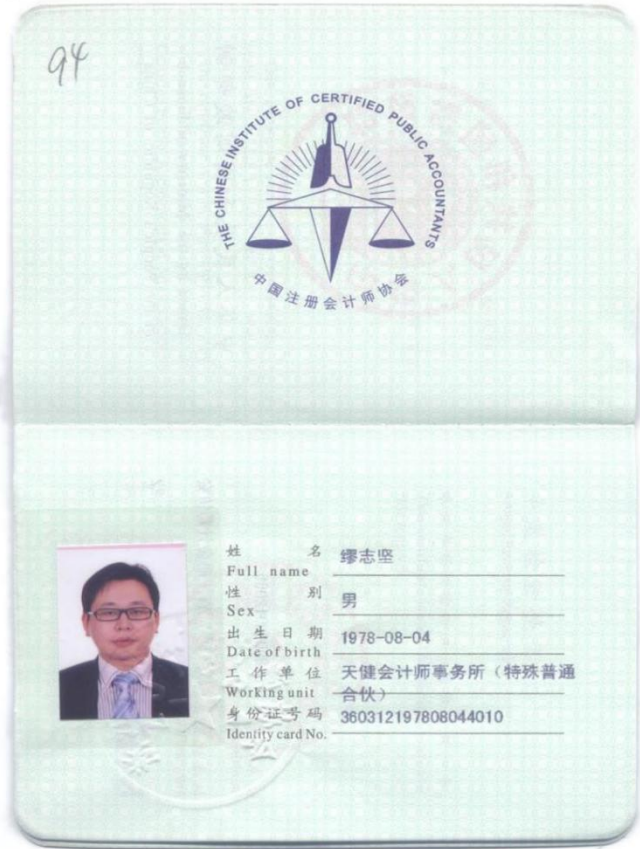 94
THE CHINESE INSTITUTE OF CERTIFIED PUBLIC ACCOUNTANTS
中国注册会计师协会
姓 名 缪志坚
Full name
性 别 男
Sex
出生日期 1978-08-04
Date of birth
工作单位 天健会计师事务所（特殊普通
Working unit 合伙）
身份证号码 360312197808044010
Identity card No.